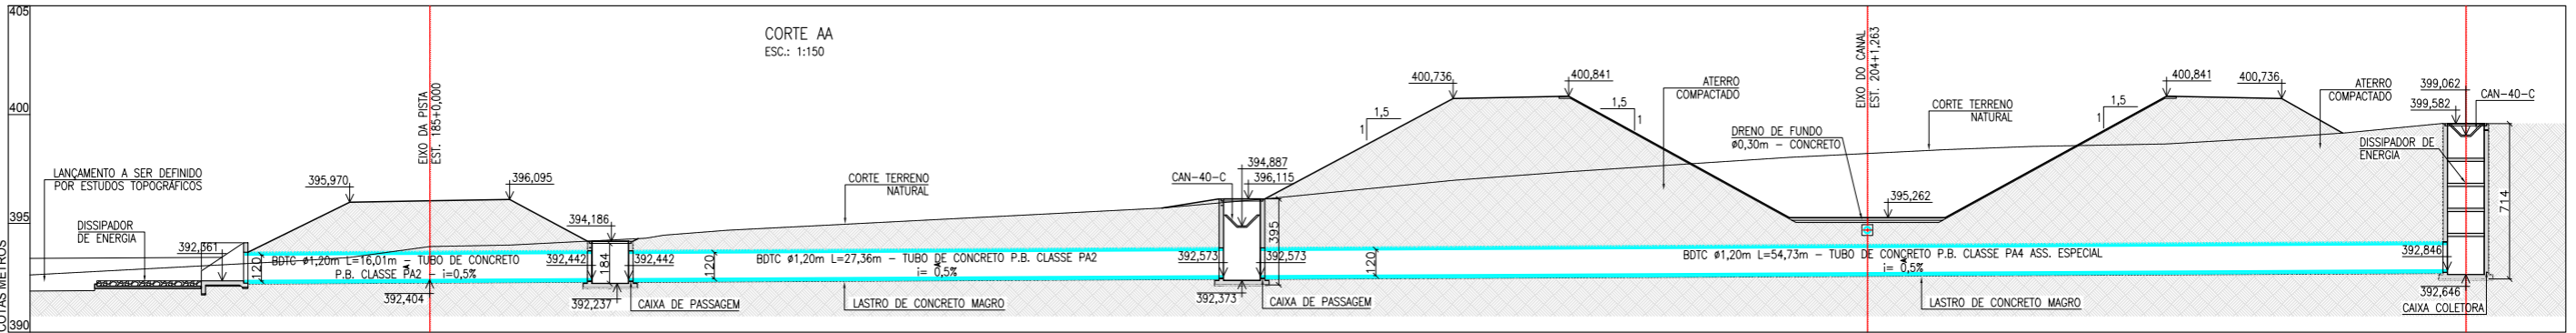 405
400
395
390
COTAS METROS
CORTE AA
ESC.: 1:150
LANÇAMENTO A SER DEFINIDO
POR ESTUDOS TOPOGRÁFICOS
DISSIPADOR
DE ENERGIA
392,361
120
395,970
EIXO DA PISTA
EST. 185+0,000
396,095
BDTC ø1,20m L=16,01m – TUBO DE CONCRETO
P.B. CLASSE PA2 – i=0,5%
392,404
394,186
392,442
184
392,442
392,237
CAIXA DE PASSAGEM
120
CORTE TERRENO
NATURAL
BDTC ø1,20m L=27,36m – TUBO DE CONCRETO P.B. CLASSE PA2
i= 0,5%
LASTRO DE CONCRETO MAGRO
CAN-40-C
394,887
396,115
392,573
395
392,573
392,373
CAIXA DE PASSAGEM
120
1,5
1
400,736
400,841
1,5
1
ATERRO
COMPACTADO
DRENO DE FUNDO
ø0,30m – CONCRETO
EIXO DO CANAL
EST. 204+1,263
395,262
CORTE TERRENO
NATURAL
BDTC ø1,20m L=54,73m – TUBO DE CONCRETO P.B. CLASSE PA4 ASS. ESPECIAL
i= 0,5%
LASTRO DE CONCRETO MAGRO
1,5
1
400,841
400,736
ATERRO
COMPACTADO
399,062
399,582
CAN-40-C
DISSIPADOR DE
ENERGIA
714
392,846
392,646
CAIXA COLETORA